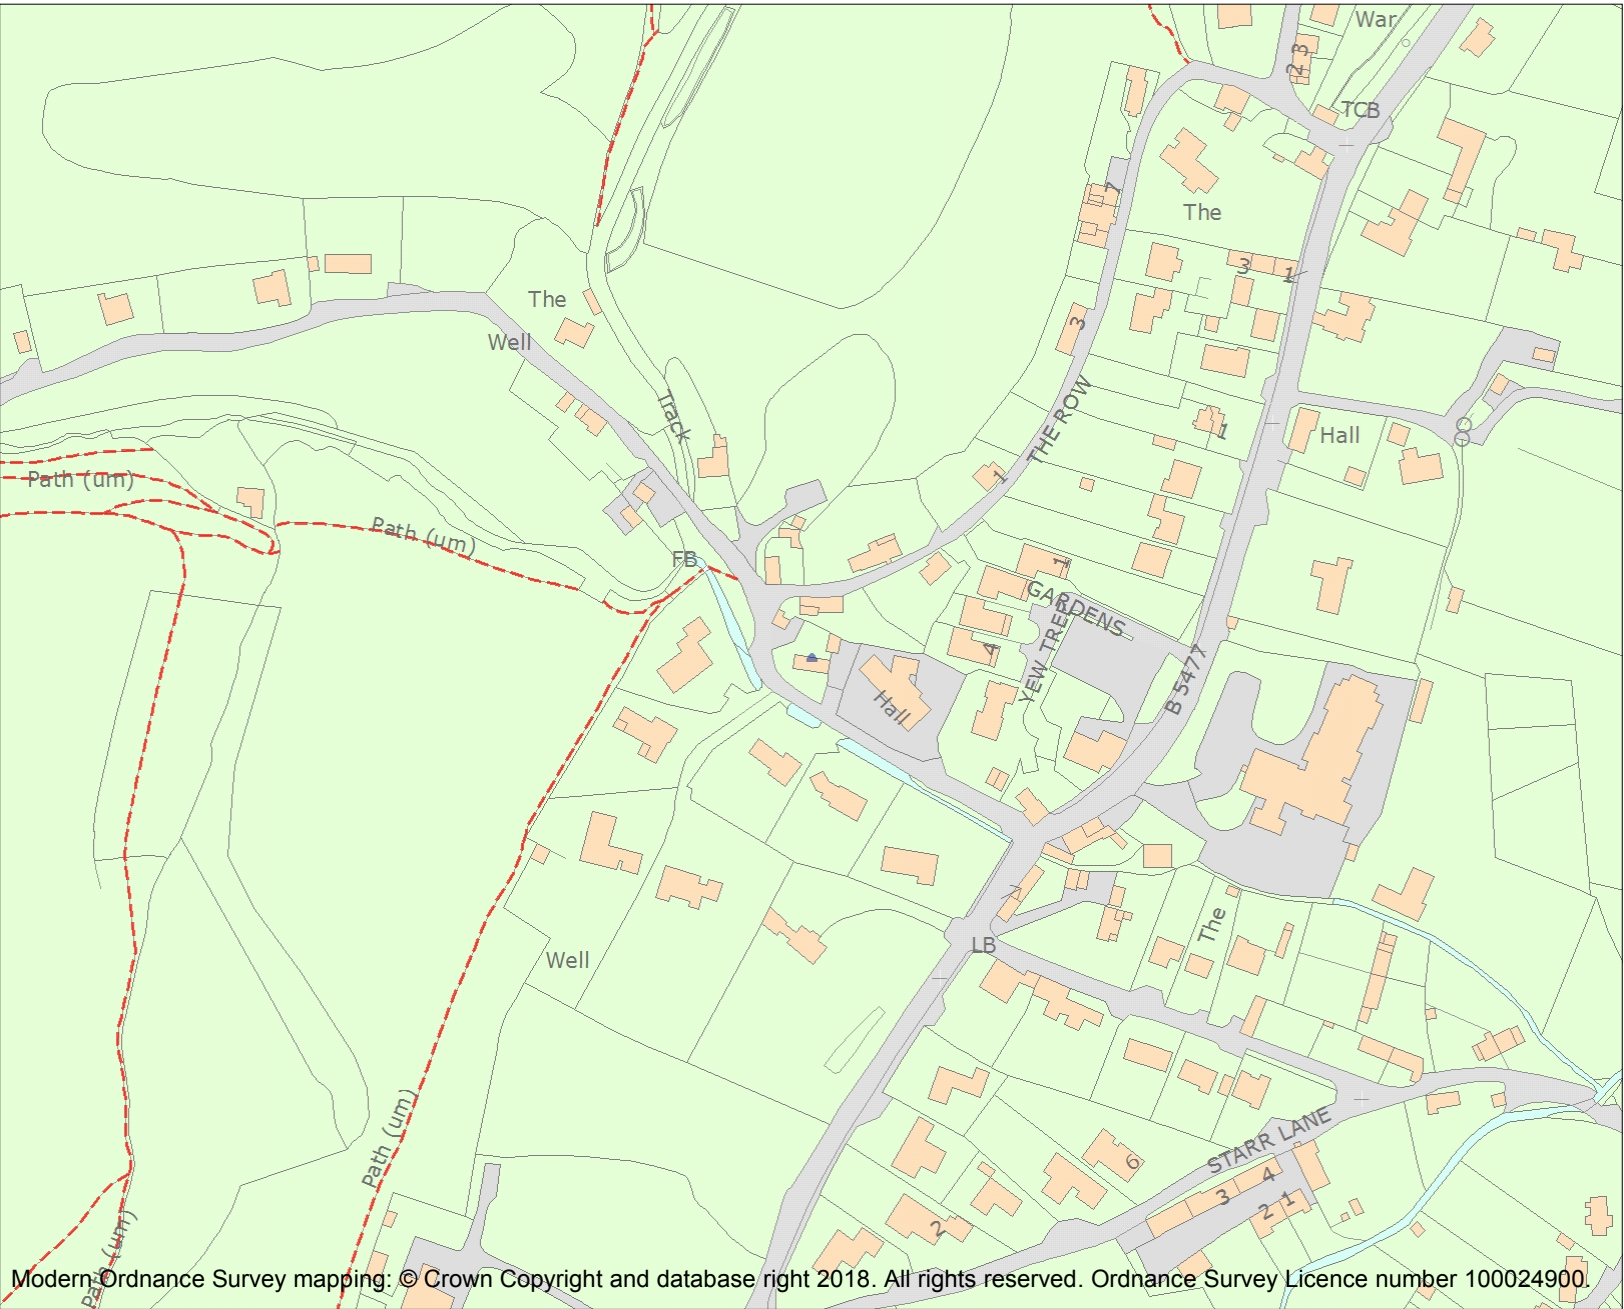 War
2 3
TCB
7
The
3 1
The
3
Well
Track
THE ROW
1
Hall
Path (um)
1
Path (um)
FB
1
GARDENS
YEW TREE
4
B 5477
Hall
7
The
LB
Well
Path (um)
STARR LANE
6
4
3
2 1
2
Path (um)
Modern Ordnance Survey mapping: © Crown Copyright and database right 2018. All rights reserved. Ordnance Survey Licence number 100024900.